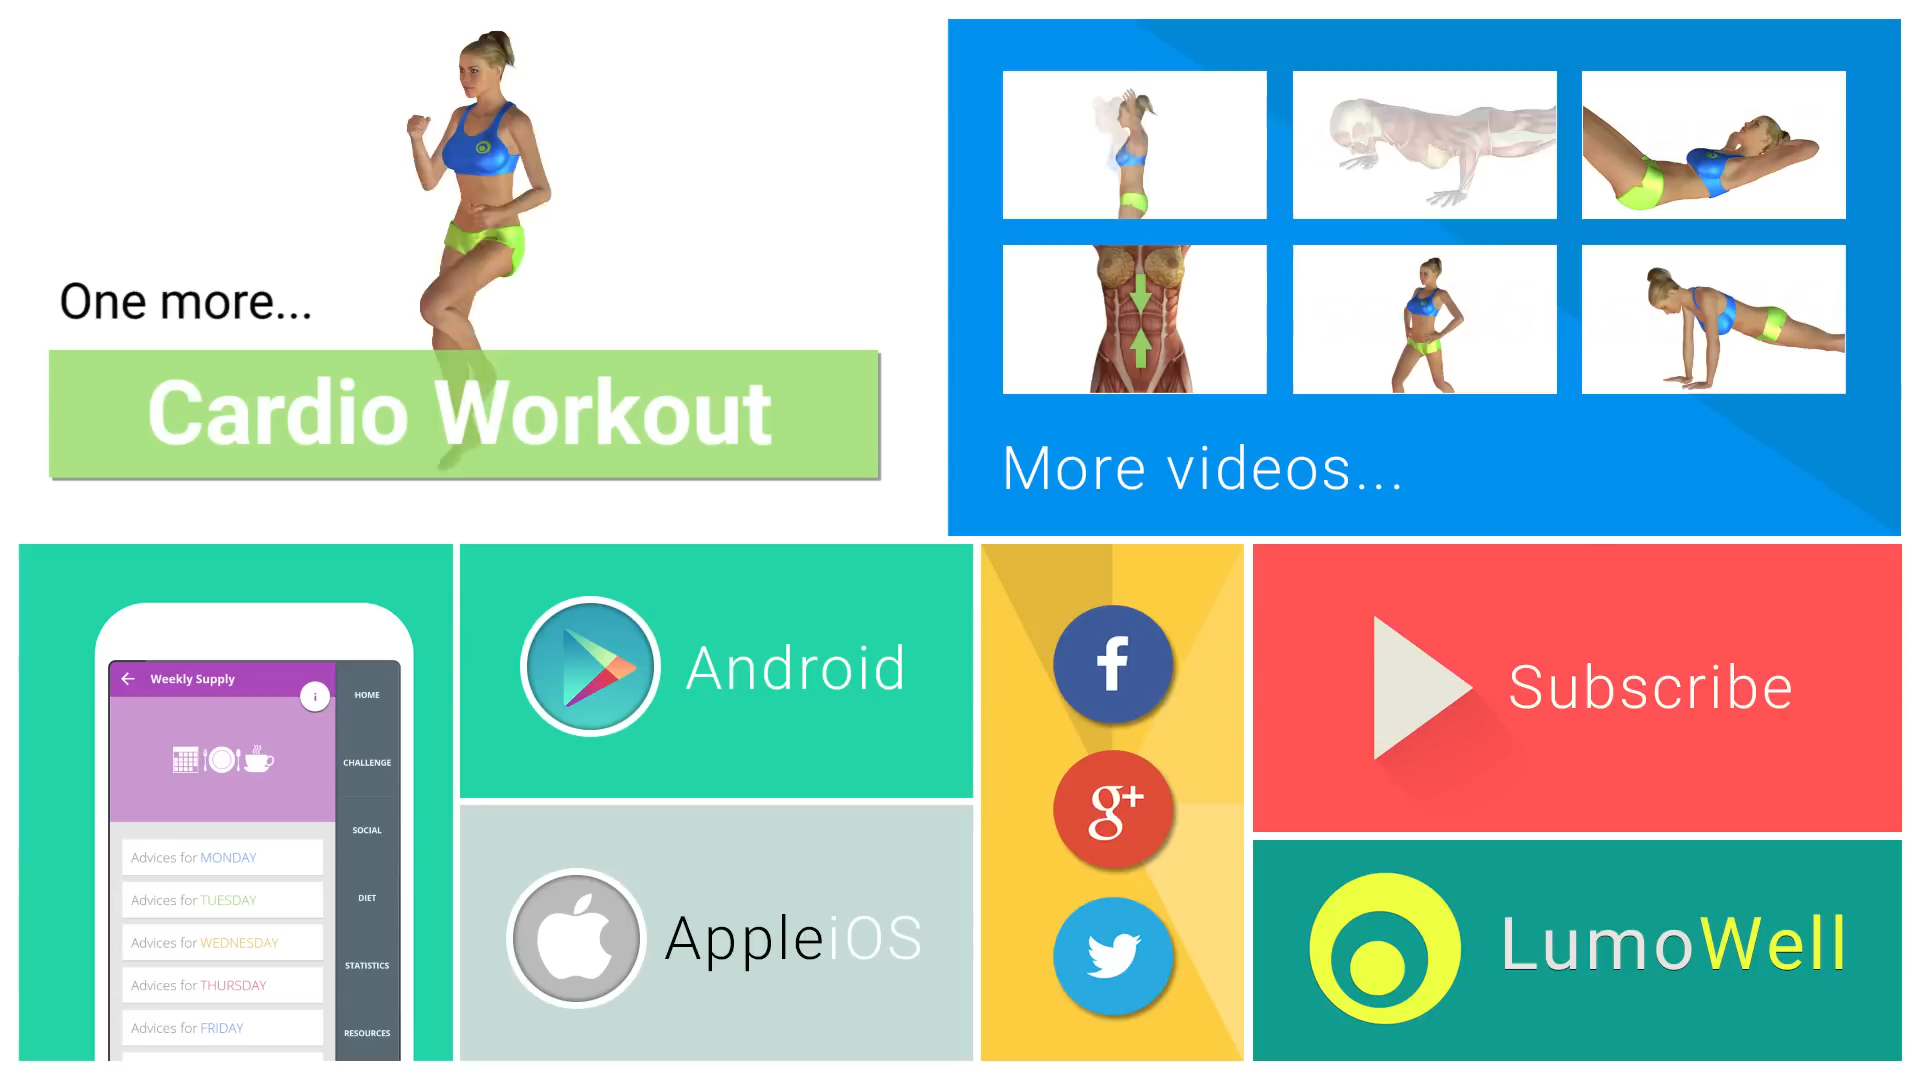 One more...
Cardio Workout
More videos...
Weekly Supply
i
HOME
CHALLENGE
SOCIAL
DIET
STATISTICS
RESOURCES
Advices for MONDAY
Advices for TUESDAY
Advices for WEDNESDAY
Advices for THURSDAY
Advices for FRIDAY
Android
AppleiOS
f
g+
Subscribe
LumoWell